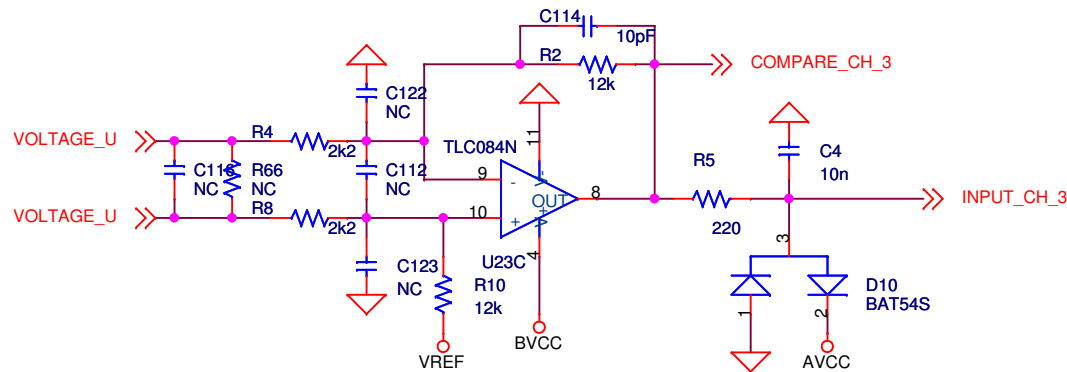 C114
10pF
R2
12k
COMPARE_CH_3
C122
NC
VOLTAGE_U
R4
2k2
TLC084N
11
V-
C116
NC
R66
NC
C112
NC
9
-
OUT
8
R5
220
C4
10n
INPUT_CH_3
VOLTAGE_U
R8
2k2
10
+
V+
U23C
4
C123
NC
R10
12k
VREF
BVCC
3
D10
BAT54S
1
2
AVCC